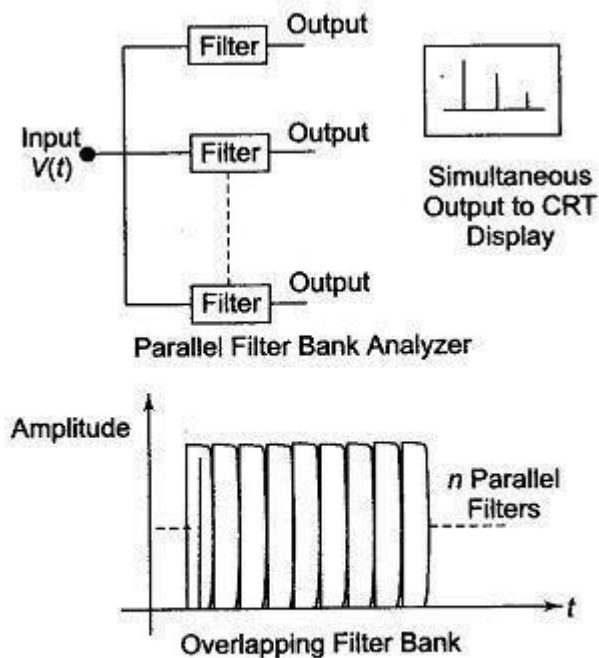 Output
Filter
Input
V(t)
Output
Filter
Simultaneous
Output to CRT
Display
Output
Filter
Parallel Filter Bank Analyzer
Amplitude
n Parallel
Filters
t
Overlapping Filter Bank